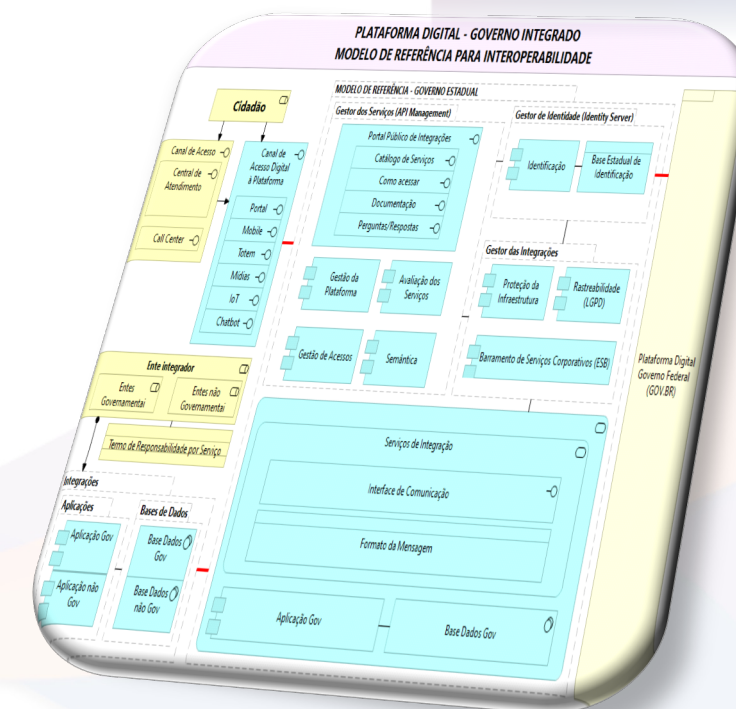 PLATAFORMA DIGITAL - GOVERNO INTEGRADO
MODELO DE REFERÊNCIA PARA INTEROPERABILIDADE
Cidadão
Canal de Acesso
Central de
Atendimento
Call Center
Canal de
Acesso Digital
à Plataforma
Portal
Mobile
Totem
Mídias
IoT
Chatbot
MODELO DE REFERÊNCIA - GOVERNO ESTADUAL
Gestor dos Serviços (API Management)
Portal Público de Integrações
Catálogo de Serviços
Como acessar
Documentação
Perguntas/Respostas
Gestão da
Plataforma
Avaliação dos
Serviços
Gestão de Acessos
Semântica
Gestor de Identidade (Identity Server)
Identificação
Base Estadual de
Identificação
Gestor das Integrações
Proteção da
Infraestrutura
Rastreabilidade
(LGPD)
Barramento de Serviços Corporativos (ESB)
Plataforma Digital
Governo Federal
(GOV.BR)
Ente integrador
Entes
Governamentai
Entes não
Governamentai
Termo de Responsabilidade por Serviço
Integrações
Aplicações
Aplicação Gov
Aplicação não
Gov
Bases de Dados
Base Dados
Gov
Base Dados
não Gov
Serviços de Integração
Interface de Comunicação
Formato da Mensagem
Aplicação Gov
Base Dados Gov